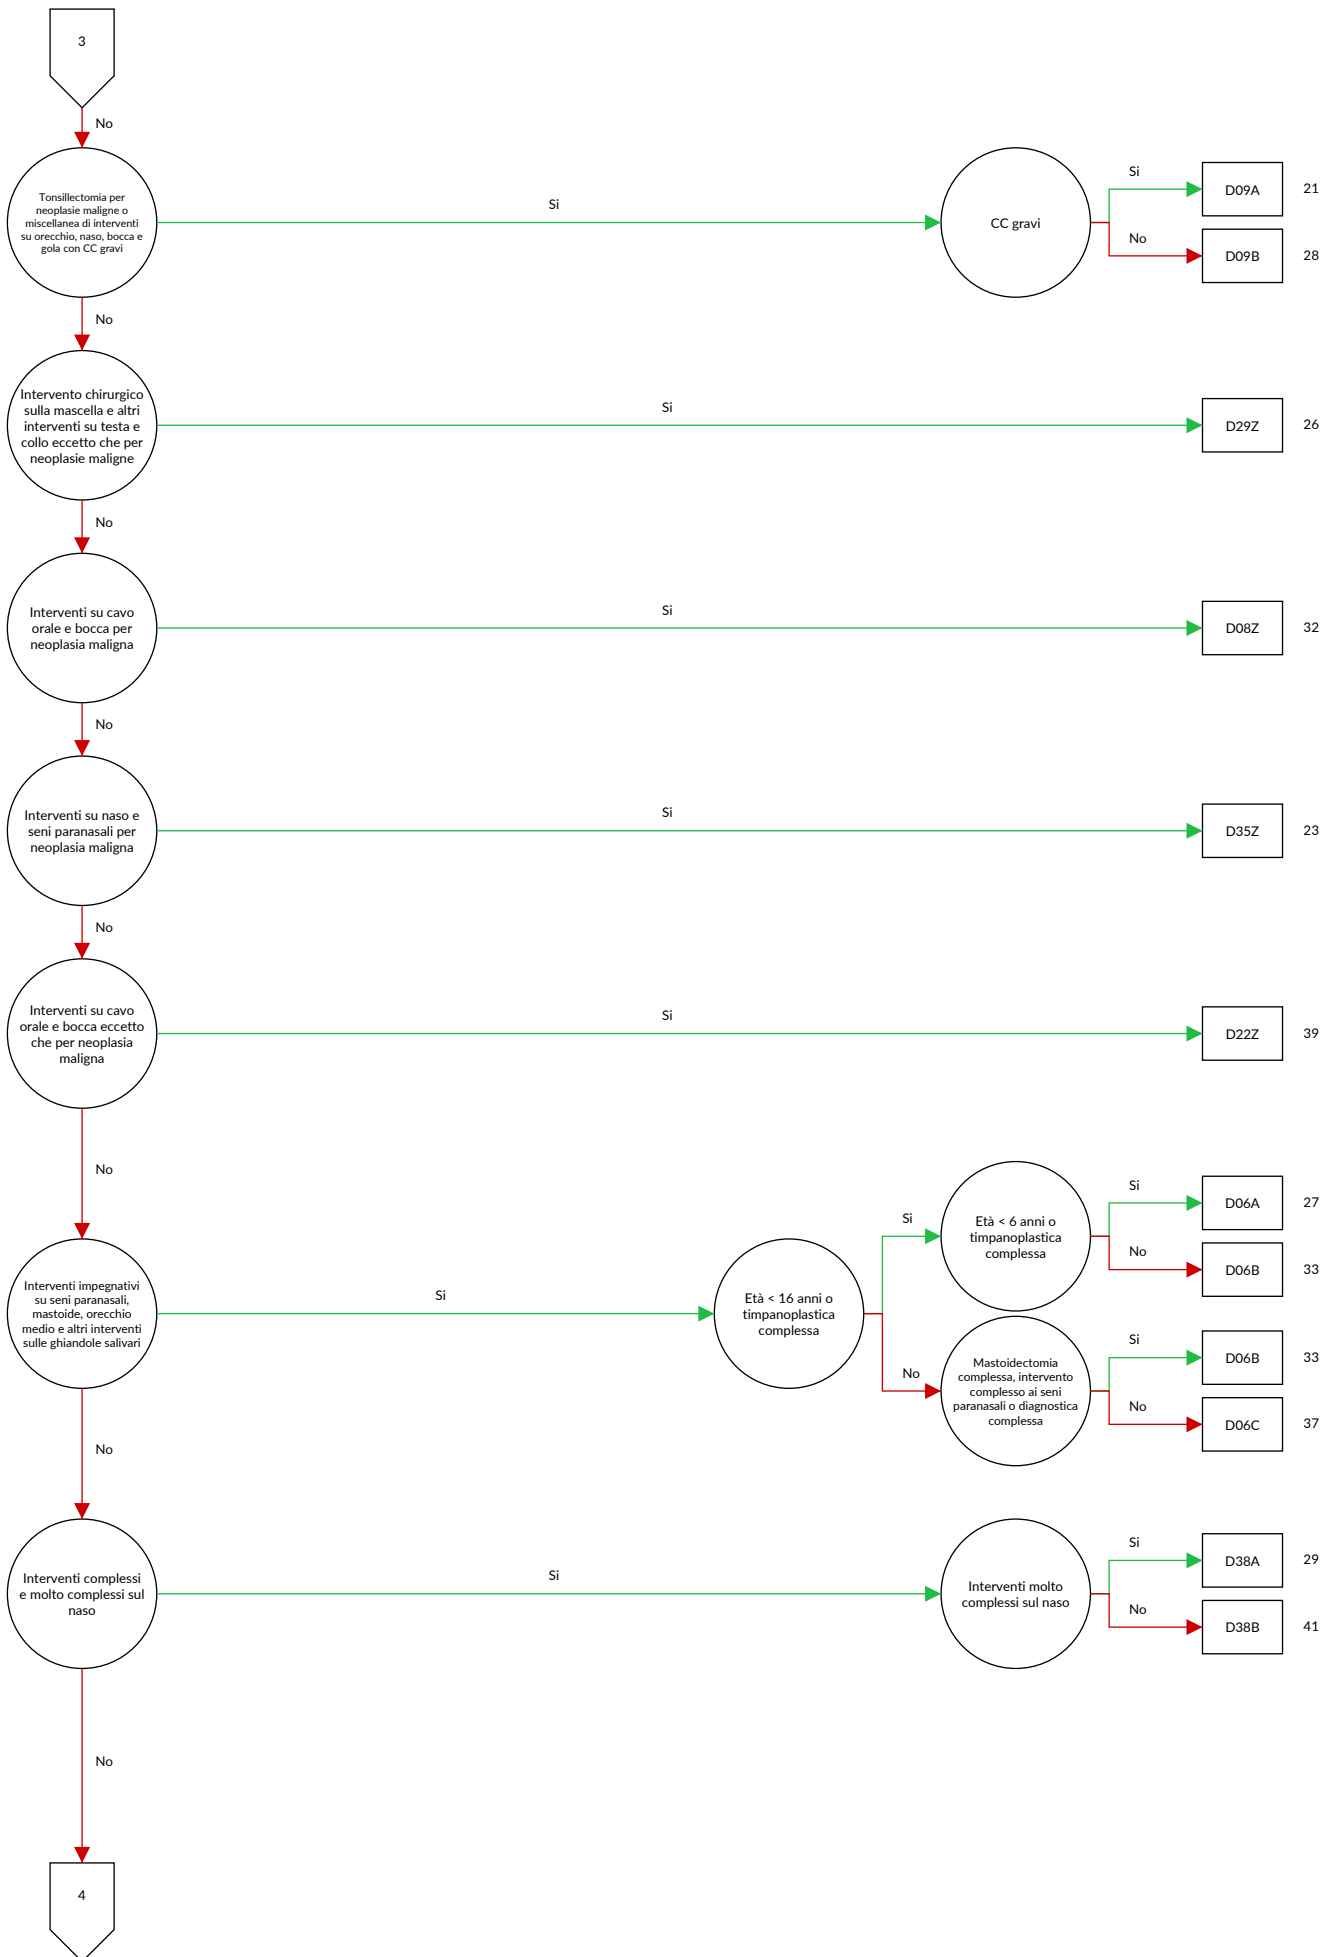 3
No
Tonsillectomia per
neoplasie maligne o
miscellanea di interventi
su orecchio, naso, bocca e
gola con CC gravi
Si
CC gravi
Si
D09A
21
No
D09B
28
No
Intervento chirurgico
sulla mascella e altri
interventi su testa e
collo eccetto che per
neoplasie maligne
Si
D29Z
26
No
Interventi su cavo
orale e bocca per
neoplasia maligna
Si
D08Z
32
No
Interventi su naso e
seni paranasali per
neoplasia maligna
Si
D35Z
23
No
Interventi su cavo
orale e bocca eccetto
che per neoplasia
maligna
Si
D22Z
39
No
Interventi impegnativi
su seni paranasali,
mastoide, orecchio
medio e altri interventi
sulle ghiandole salivari
Si
Età < 16 anni o
timpanoplastica
complessa
Si
Età < 6 anni o
timpanoplastica
complessa
Si
D06A
27
No
D06B
33
No
Mastoidectomia
complessa, intervento
complesso ai seni
paranasali o diagnostica
complessa
Si
D06B
33
No
D06C
37
No
Interventi complessi
e molto complessi sul
naso
Si
Interventi molto
complessi sul naso
Si
D38A
29
No
D38B
41
No
4